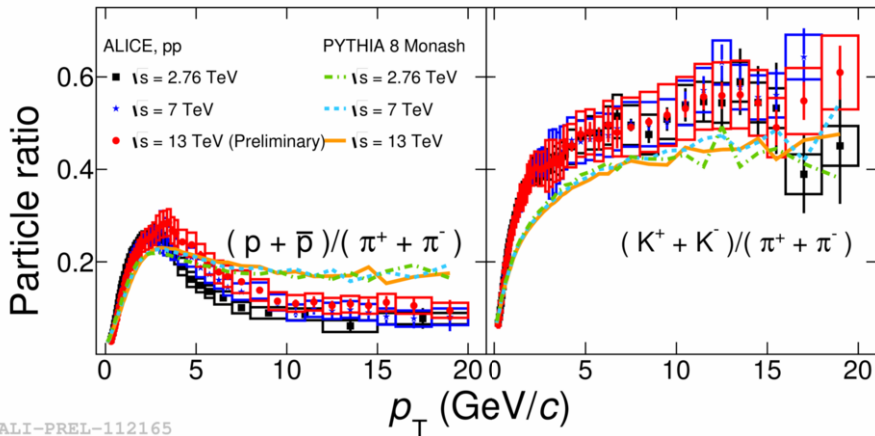 ALICE, pp
√s = 2.76 TeV
√s = 7 TeV
√s = 13 TeV (Preliminary)
PYTHIA 8 Monash
√s = 2.76 TeV
√s = 7 TeV
√s = 13 TeV
Particle ratio
0.6
0.4
0.2
(p + p̅)/(π⁺ + π⁻)
(K⁺ + K⁻)/(π⁺ + π⁻)
0 5 10 15 20
0 5 10 15 20
p_T (GeV/c)
ALI-PREL-112165